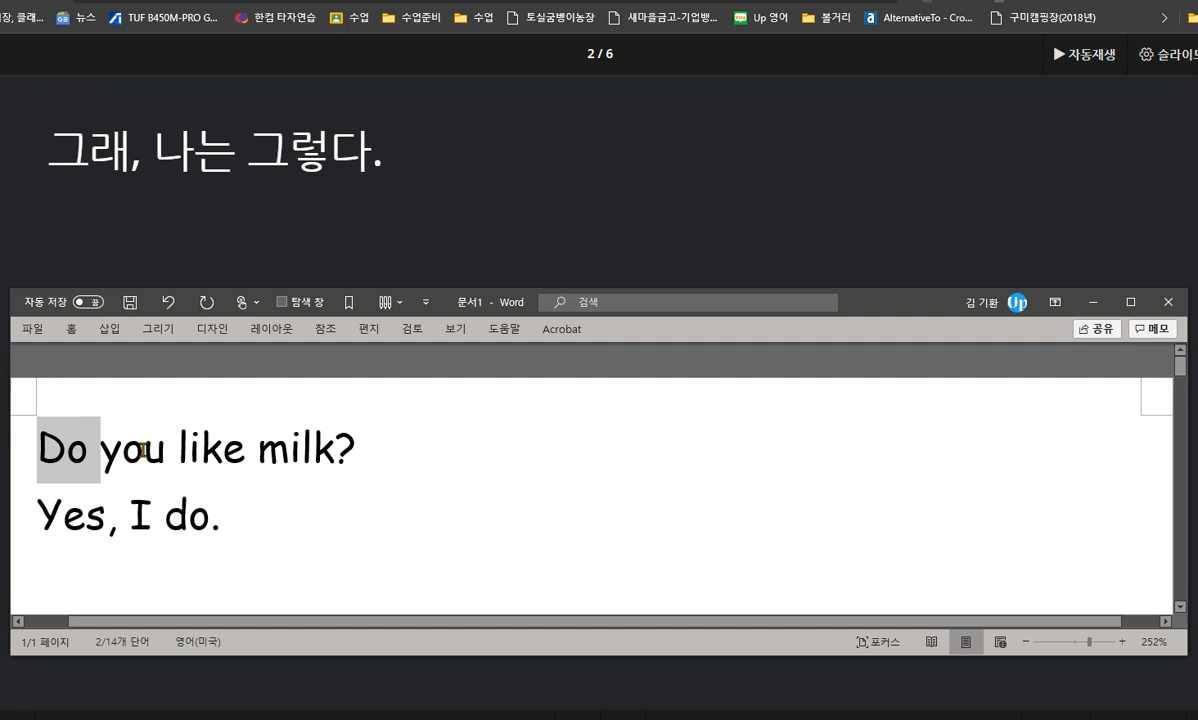 장, 클래... 뉴스 TUF B450M-PRO G... 한컴 타자연습 수업 수업준비 수업 토실굼벵이농장 새마을금고-기업뱅... Up 영어 볼거리 AlternativeTo - Cro... 구미캠핑장(2018년)
2 / 6 자동재생 슬라이드
그래, 나는 그렇다.
자동 저장 끔 탐색 창 문서1 - Word 검색 김 기환 Up
파일 홈 삽입 그리기 디자인 레이아웃 참조 편지 검토 보기 도움말 Acrobat 공유 메모
Do you like milk?
Yes, I do.
1/1 페이지 2/14개 단어 영어(미국) 포커스 252%